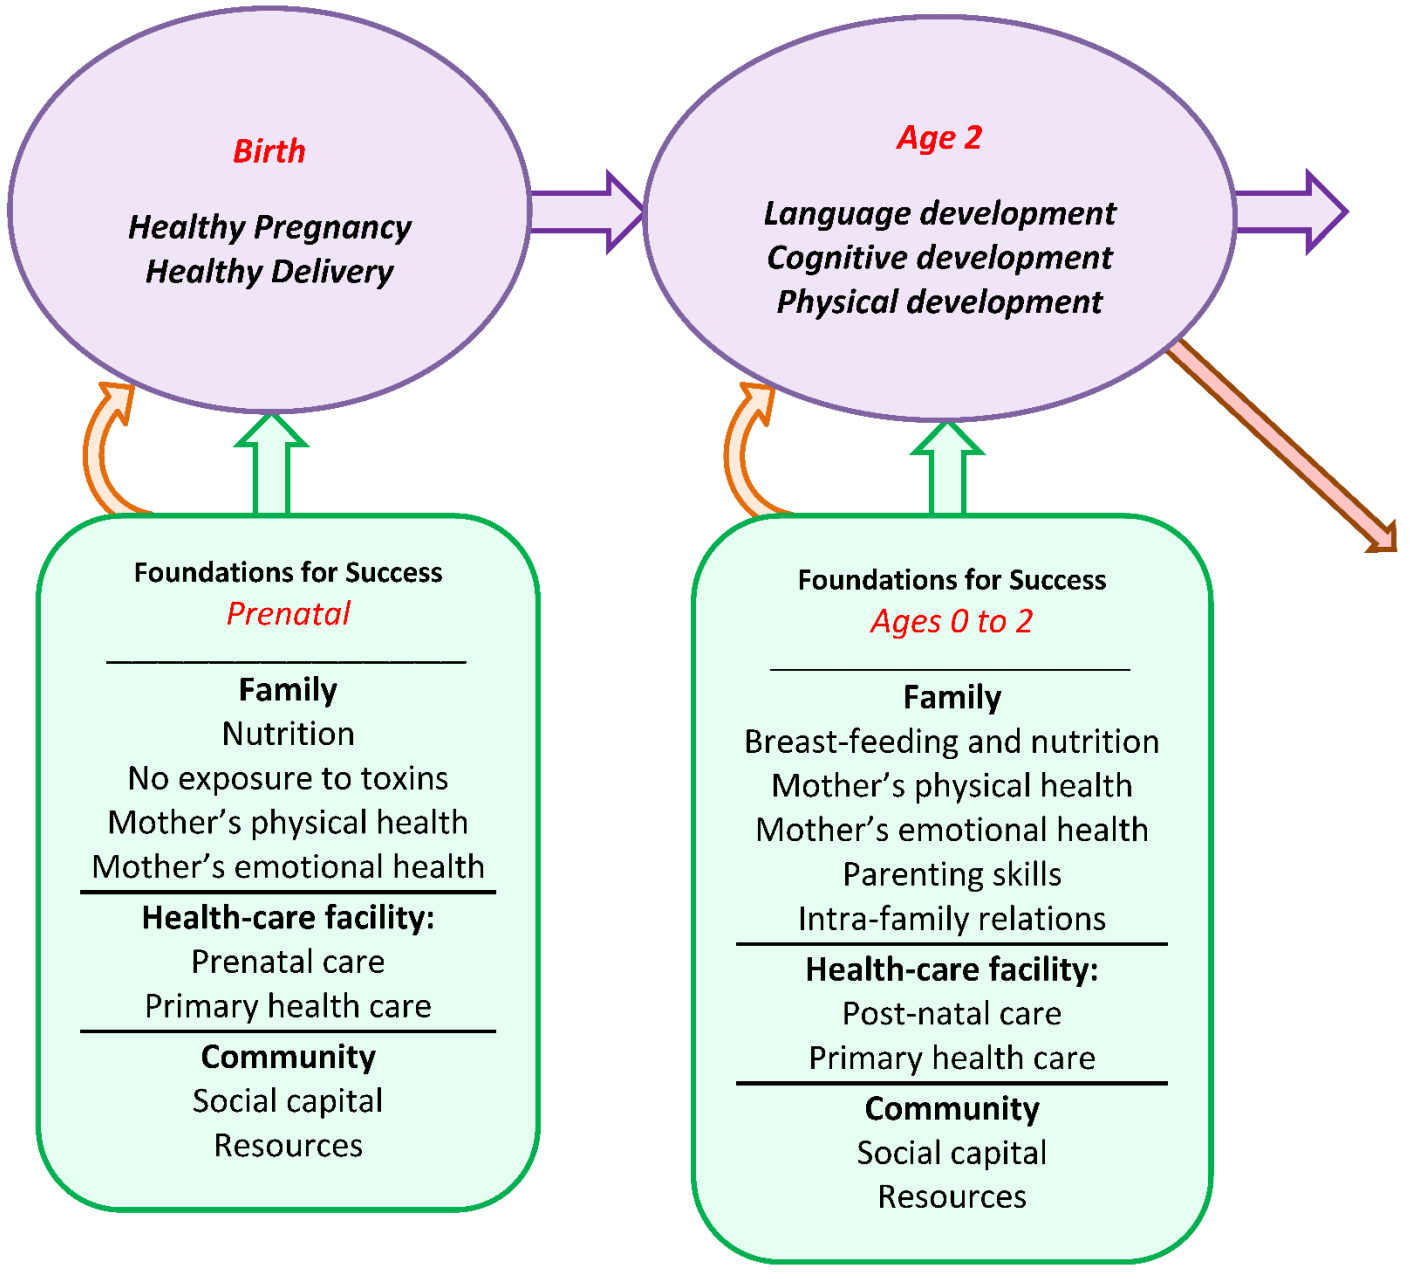 Birth
Healthy Pregnancy
Healthy Delivery
Age 2
Language development
Cognitive development
Physical development
Foundations for Success
Prenatal
Family
Nutrition
No exposure to toxins
Mother’s physical health
Mother’s emotional health
Health-care facility:
Prenatal care
Primary health care
Community
Social capital
Resources
Foundations for Success
Ages 0 to 2
Family
Breast-feeding and nutrition
Mother’s physical health
Mother’s emotional health
Parenting skills
Intra-family relations
Health-care facility:
Post-natal care
Primary health care
Community
Social capital
Resources